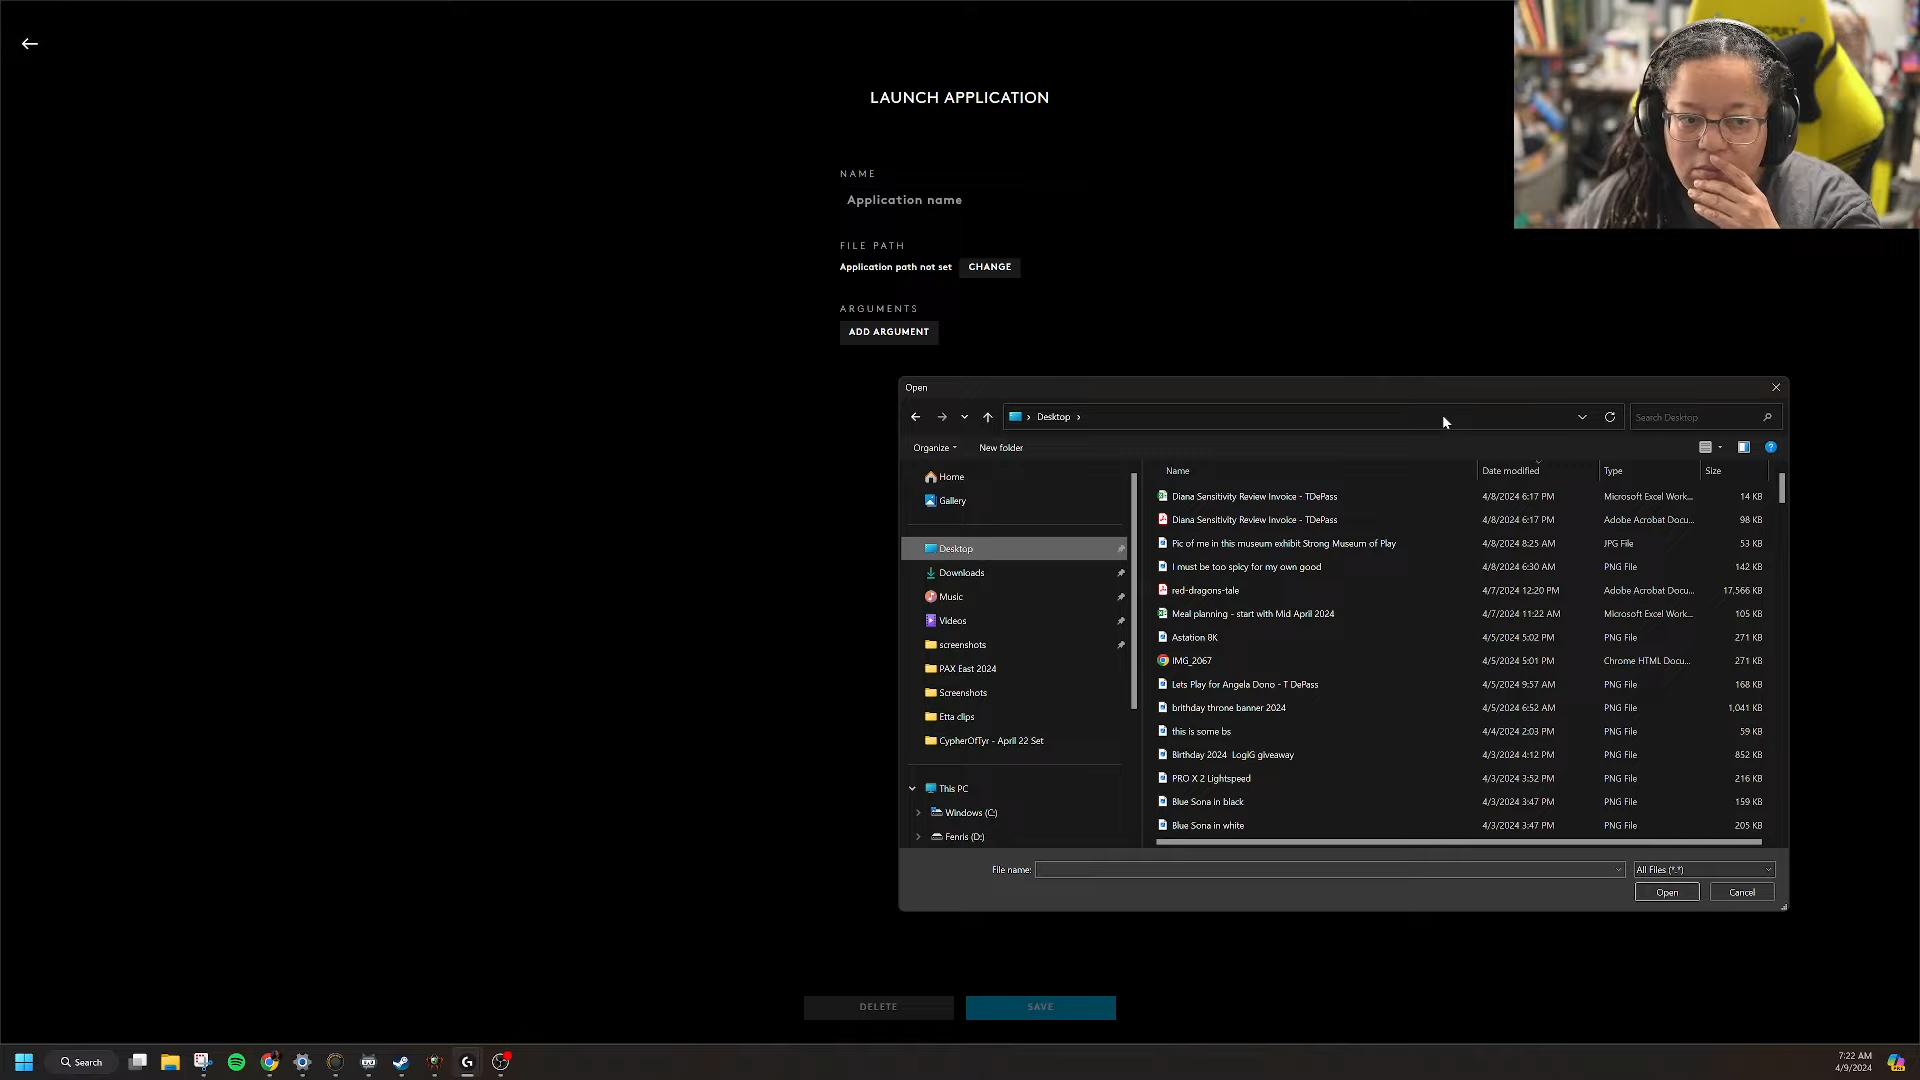 LAUNCH APPLICATION
NAME
Application name
FILE PATH
Application path not set CHANGE
ARGUMENTS
ADD ARGUMENT
Open
Desktop
Search Desktop
Organize
New folder
Home
Gallery
Desktop
Downloads
Music
Videos
screenshots
PAX East 2024
Screenshots
Etta clips
CypherOfTyr - April 22 Set
This PC
Windows (C:)
Fenris (D:)
Name Date modified Type Size
Diana Sensitivity Review Invoice - TDePass 4/8/2024 6:17 PM Microsoft Excel Work... 14 KB
Diana Sensitivity Review Invoice - TDePass 4/8/2024 6:17 PM Adobe Acrobat Docu... 98 KB
Pic of me in this museum exhibit Strong Museum of Play 4/8/2024 8:25 AM JPG File 53 KB
I must be too spicy for my own good 4/8/2024 6:30 AM PNG File 142 KB
red-dragons-tale 4/7/2024 12:20 PM Adobe Acrobat Docu... 17,566 KB
Meal planning - start with Mid April 2024 4/7/2024 11:22 AM Microsoft Excel Work... 105 KB
Astation 8K 4/5/2024 5:02 PM PNG File 271 KB
IMG_2067 4/5/2024 5:01 PM Chrome HTML Docu... 271 KB
Lets Play for Angela Dono - T DePass 4/5/2024 9:57 AM PNG File 168 KB
brithday throne banner 2024 4/5/2024 6:52 AM PNG File 1,041 KB
this is some bs 4/4/2024 2:03 PM PNG File 59 KB
Birthday 2024 LogiG giveaway 4/3/2024 4:12 PM PNG File 852 KB
PRO X 2 Lightspeed 4/3/2024 3:52 PM PNG File 216 KB
Blue Sona in black 4/3/2024 3:47 PM PNG File 159 KB
Blue Sona in white 4/3/2024 3:47 PM PNG File 205 KB
File name: All Files (*.*)
Open Cancel
DELETE SAVE
Search
7:22 AM
4/9/2024